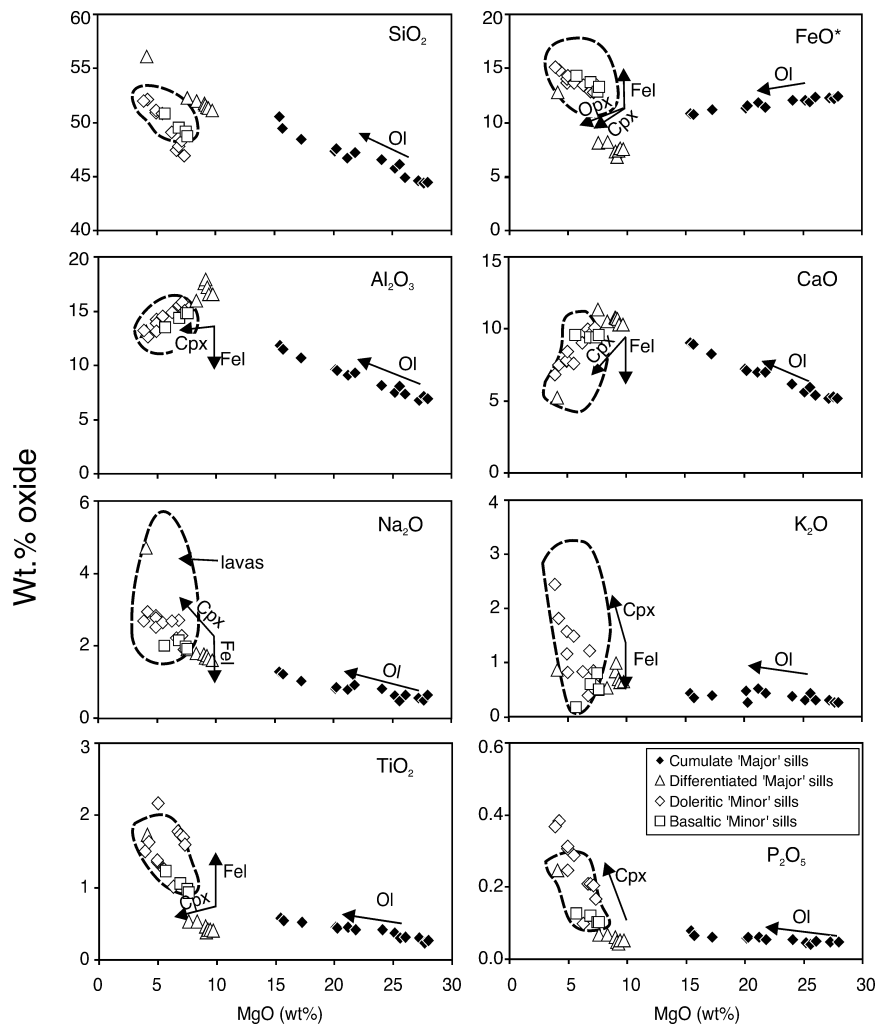 Wt.% oxide
60
55
50
45
40
SiO₂
Ol
20
15
10
5
0
FeO*
Ol
Fel
Opx
Cpx
20
15
10
5
0
Al₂O₃
Ol
Cpx
Fel
15
10
5
0
CaO
Ol
Cpx
Fel
6
4
2
0
Na₂O
lavas
Cpx
Fel
Ol
4
3
2
1
0
K₂O
Cpx
Fel
Ol
3
2
1
0
TiO₂
Fel
Cpx
Ol
0 5 10 15 20 25 30
MgO (wt%)
0.6
0.4
0.2
0.0
Cumulate 'Major' sills
Differentiated 'Major' sills
Doleritic 'Minor' sills
Basaltic 'Minor' sills
P₂O₅
Cpx
Ol
0 5 10 15 20 25 30
MgO (wt%)